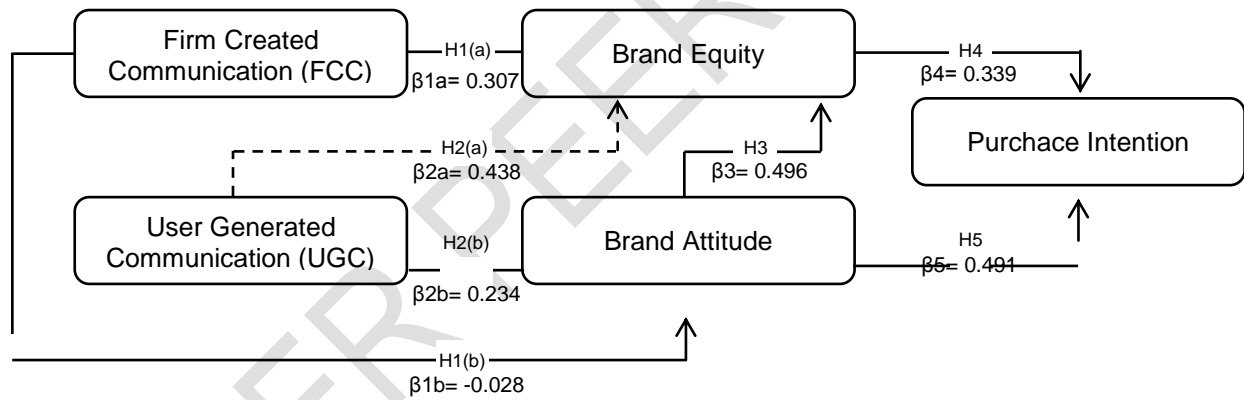 Firm Created
Communication (FCC)
H1(a)
β1a= 0.307
Brand Equity
H4
β4= 0.339
Purchace Intention
H2(a)
β2a= 0.438
H3
β3= 0.496
User Generated
Communication (UGC)
H2(b)
β2b= 0.234
Brand Attitude
H5
β5= 0.491
H1(b)
β1b= -0.028
ER PEER